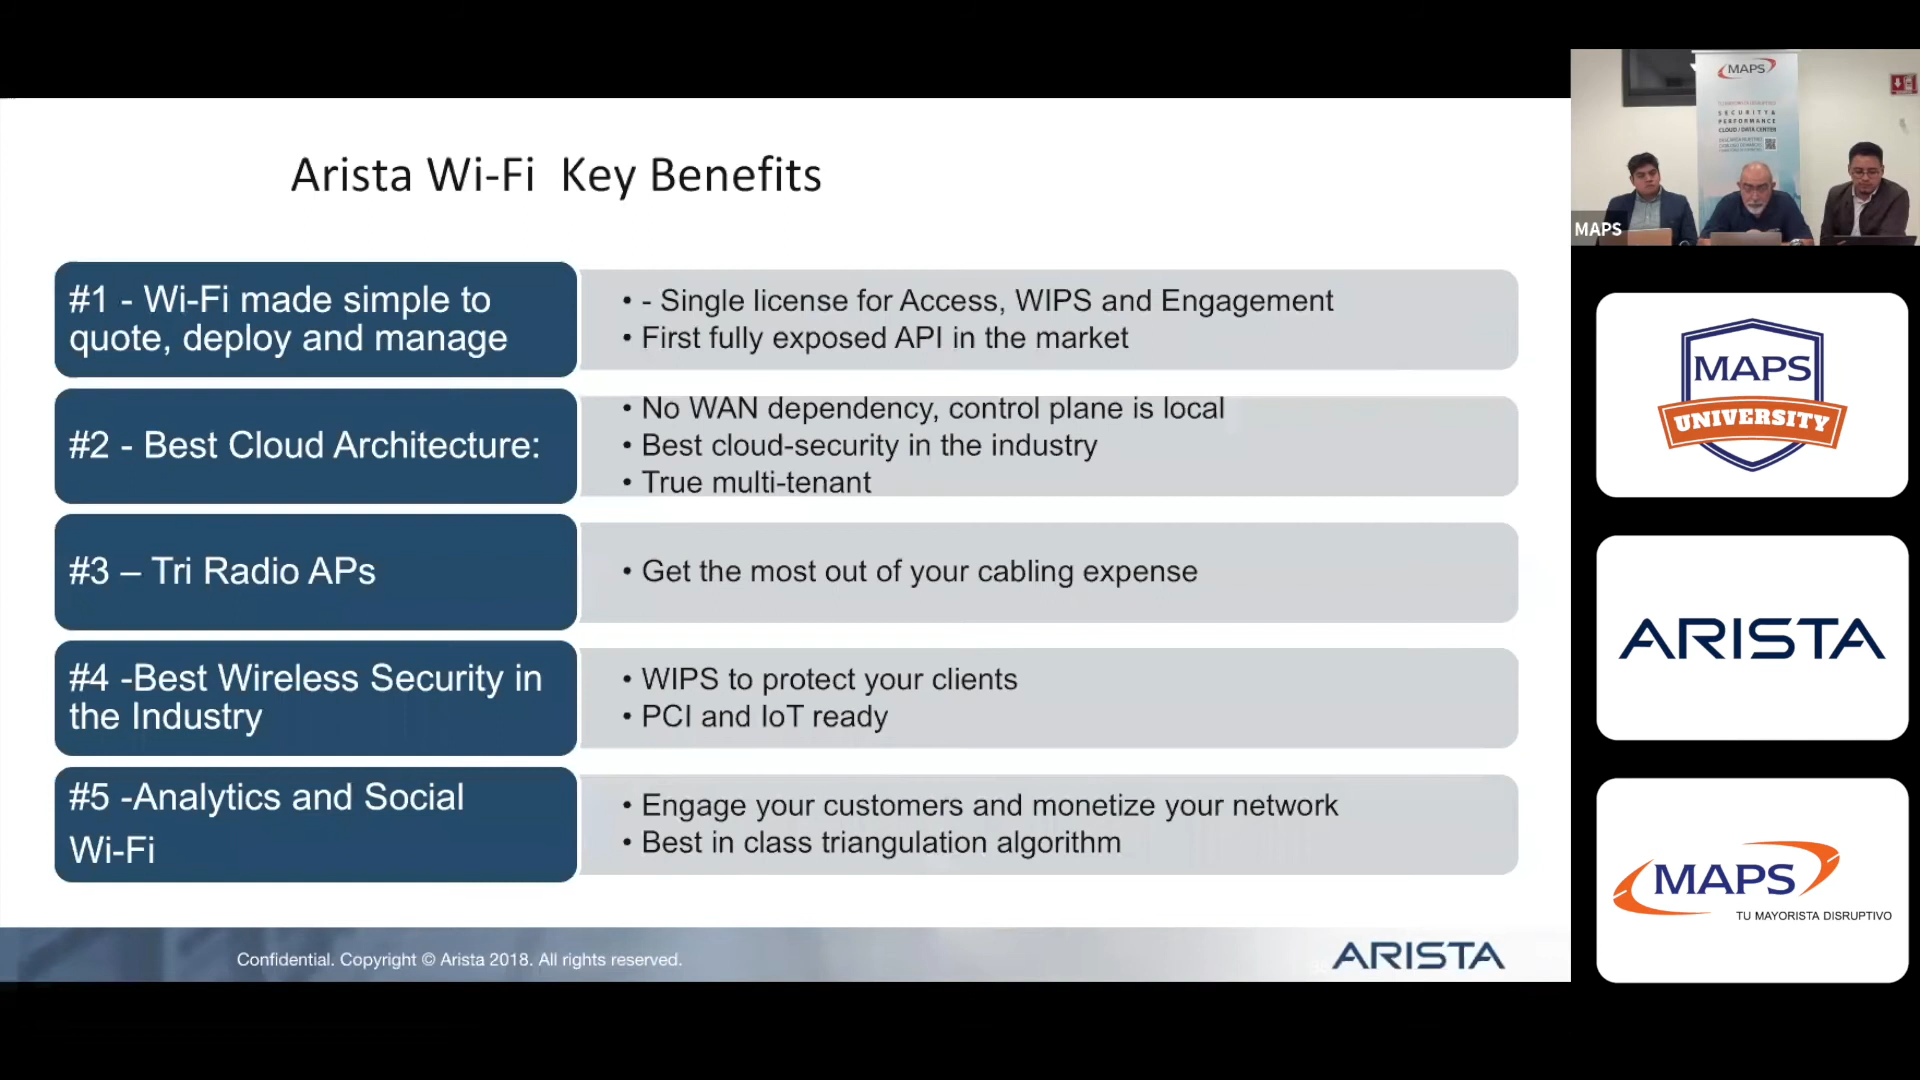 Arista Wi-Fi  Key Benefits
#1 - Wi-Fi made simple to
quote, deploy and manage
• - Single license for Access, WIPS and Engagement
• First fully exposed API in the market
#2 - Best Cloud Architecture:
• No WAN dependency, control plane is local
• Best cloud-security in the industry
• True multi-tenant
#3 – Tri Radio APs
• Get the most out of your cabling expense
#4 -Best Wireless Security in
the Industry
• WIPS to protect your clients
• PCI and IoT ready
#5 -Analytics and Social
Wi-Fi
• Engage your customers and monetize your network
• Best in class triangulation algorithm
Confidential. Copyright © Arista 2018. All rights reserved.
ARISTA
MAPS
SECURITY &
PERFORMANCE
CLOUD / DATA CENTER
MAPS
MAPS
UNIVERSITY
ARISTA
MAPS
TU MAYORISTA DISRUPTIVO